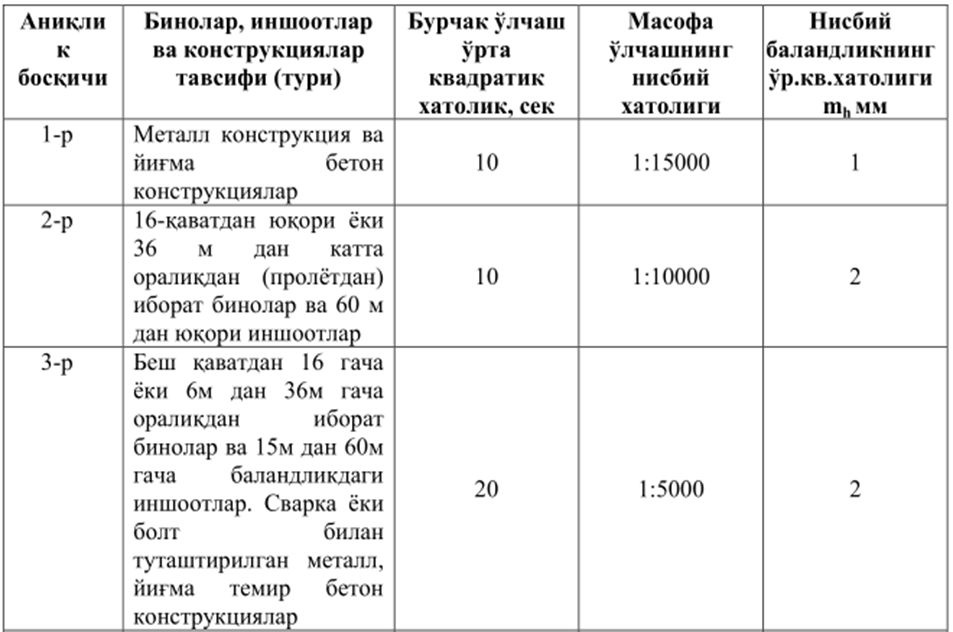 Аниқли
к
босқичи
Бинолар, иншоотлар
ва конструкциялар
тавсифи (тури)
Бурчак ўлчаш
ўрта
квадратик
хатолик, сек
Масофа
ўлчашнинг
нисбий
хатолиги
Нисбий
баландликнинг
ўр.кв.хатолиги
mh мм
1-р
Металл конструкция ва
йиғма бетон
конструкциялар
10
1:15000
1
2-р
16-қаватдан юқори ёки
36 м дан катта
оралиқдан (пролётдан)
иборат бинолар ва 60 м
дан юқори иншоотлар
10
1:10000
2
3-р
Беш қаватдан 16 гача
ёки 6м дан 36м гача
оралиқдан иборат
бинолар ва 15м дан 60м
гача баландликдаги
иншоотлар. Сварка ёки
болт билан
туташтирилган металл,
йиғма темир бетон
конструкциялар
20
1:5000
2